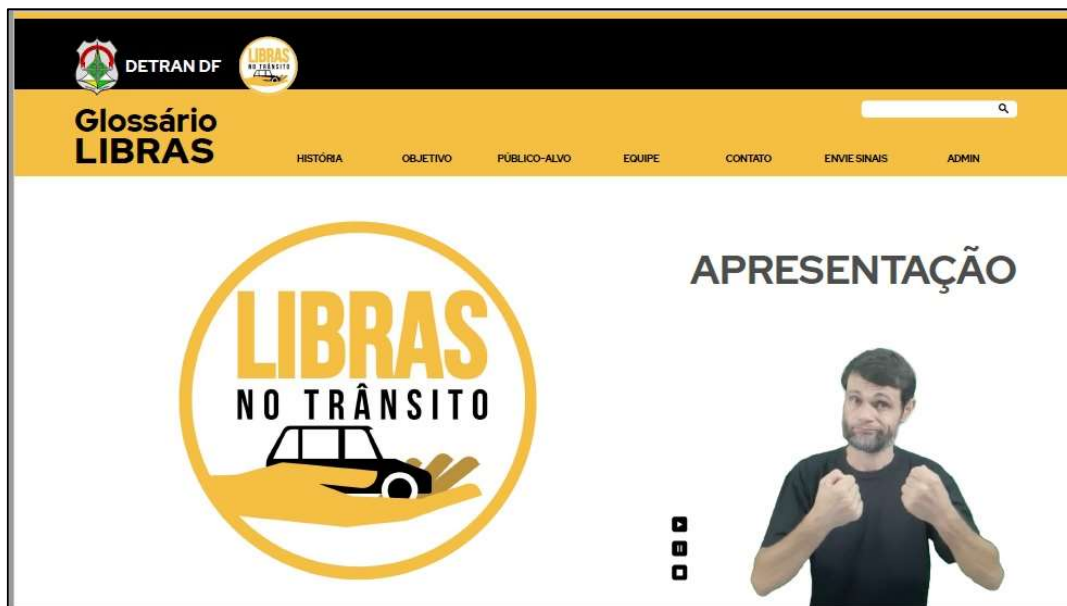 DETRAN DF
LIBRAS
NO TRÂNSITO
Glossário
LIBRAS
HISTÓRIA
OBJETIVO
PÚBLICO-ALVO
EQUIPE
CONTATO
ENVIE SINAIS
ADMIN
APRESENTAÇÃO
LIBRAS
NO TRÂNSITO